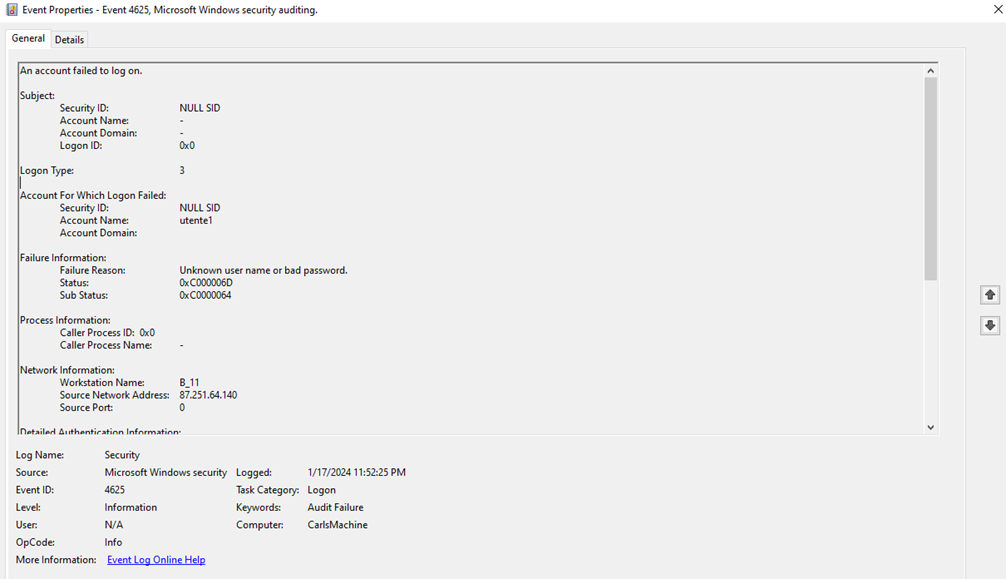 Event Properties - Event 4625, Microsoft Windows security auditing.
General Details
An account failed to log on.
Subject:
Security ID: NULL SID
Account Name: -
Account Domain: -
Logon ID: 0x0
Logon Type: 3
Account For Which Logon Failed:
Security ID: NULL SID
Account Name: utente1
Account Domain:
Failure Information:
Failure Reason: Unknown user name or bad password.
Status: 0xC000006D
Sub Status: 0xC0000064
Process Information:
Caller Process ID: 0x0
Caller Process Name: -
Network Information:
Workstation Name: B_11
Source Network Address: 87.251.64.140
Source Port: 0
Detailed Authentication Information:
Log Name: Security
Source: Microsoft Windows security Logged: 1/17/2024 11:52:25 PM
Event ID: 4625 Task Category: Logon
Level: Information Keywords: Audit Failure
User: N/A Computer: CarlsMachine
OpCode: Info
More Information: Event Log Online Help